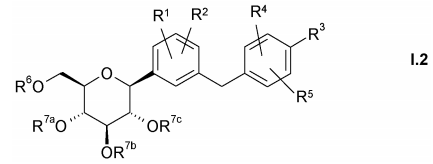 R¹ R² R⁴ R³
I.2
R⁶O O R⁵
R⁷ᵃO OR⁷ᶜ
OR⁷ᵇ